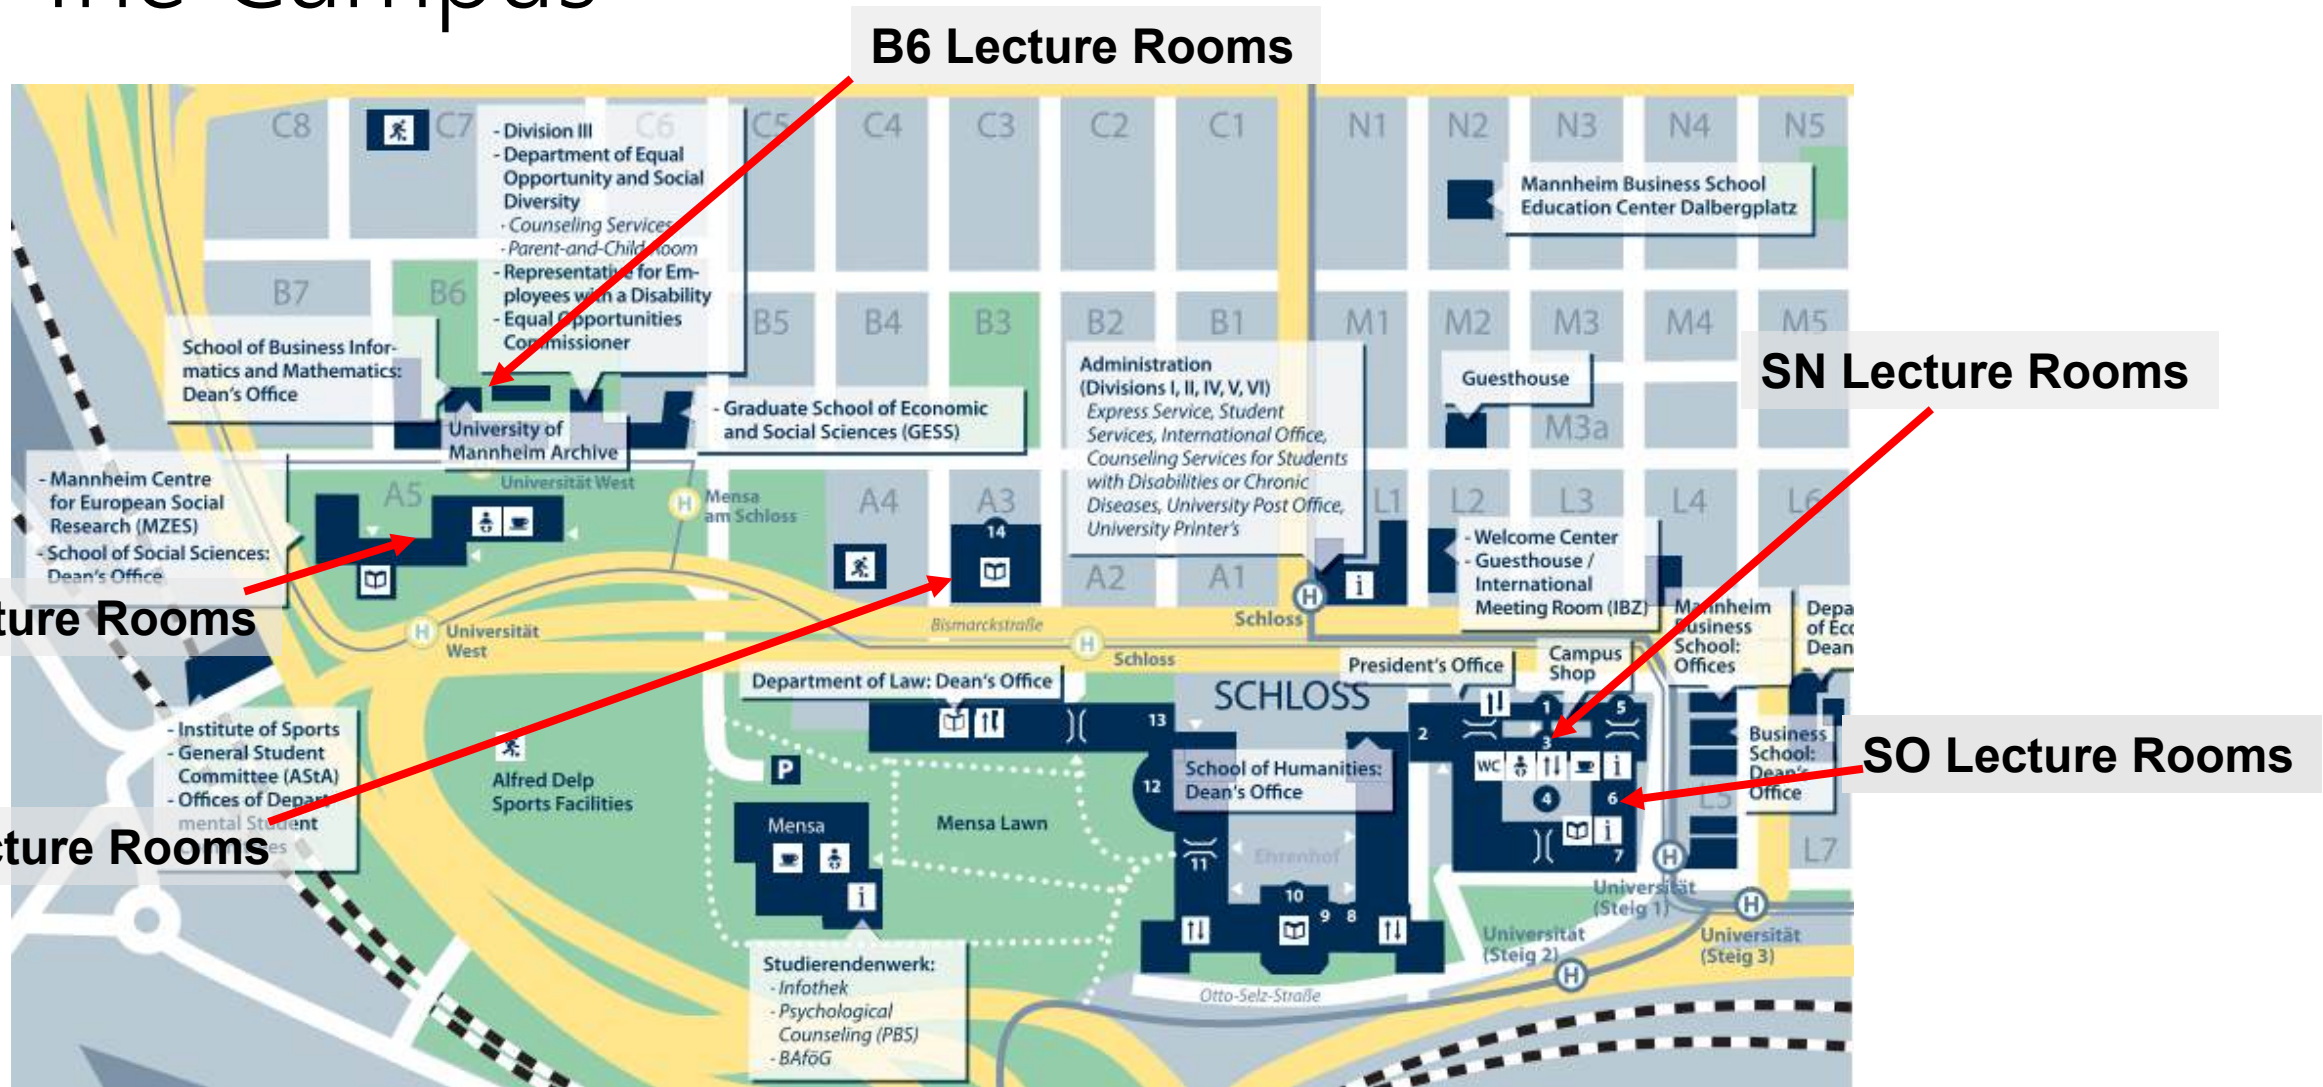 The Campus
B6 Lecture Rooms
C8
C7
C6
C5
C4
C3
C2
C1
N1
N2
N3
N4
N5
- Division III
- Department of Equal
Opportunity and Social
Diversity
- Counseling Services
- Parent-and-Child-Room
- Representative for Em-
ployees with a Disability
- Equal Opportunities
Commissioner
Mannheim Business School
Education Center Dalbergplatz
B7
B6
B5
B4
B3
B2
B1
M1
M2
M3
M4
M5
School of Business Infor-
matics and Mathematics:
Dean's Office
Administration
(Divisions I, II, IV, V, VI)
Express Service, Student
Services, International Office,
Counseling Services for Students
with Disabilities or Chronic
Diseases, University Post Office,
University Printer's
Guesthouse
SN Lecture Rooms
M3a
University of
Mannheim Archive
- Graduate School of Economic
and Social Sciences (GESS)
- Mannheim Centre
for European Social
Research (MZES)
- School of Social Sciences:
Dean's Office
A5
Universität West
H
Mensa
am Schloss
A4
A3
14
A2
A1
L1
L2
L3
L4
L6
i
- Welcome Center
- Guesthouse /
International
Meeting Room (IBZ)
ture Rooms
H
Universität
West
Bismarckstraße
H
Schloss
H
Schloss
Mannheim
Business
School:
Offices
Depa
of Eco
Dean
Department of Law: Dean's Office
SCHLOSS
President's Office
Campus
Shop
- Institute of Sports
- General Student
Committee (AStA)
- Offices of Depart-
mental Student
cture Rooms
Alfred Delp
Sports Facilities
P
Mensa
i
Mensa Lawn
13
12
11
School of Humanities:
Dean's Office
Ehrenhof
10
9
8
2
1
5
3
WC
i
4
6
i
7
Business
School:
Dean's
Office
L5
L7
SO Lecture Rooms
H
Universität
(Steig 1)
H
Universitat
(Steig 2)
H
Universität
(Steig 3)
Studierendenwerk:
- Infothek
- Psychological
Counseling (PBS)
- BAföG
Otto-Selz-Straße